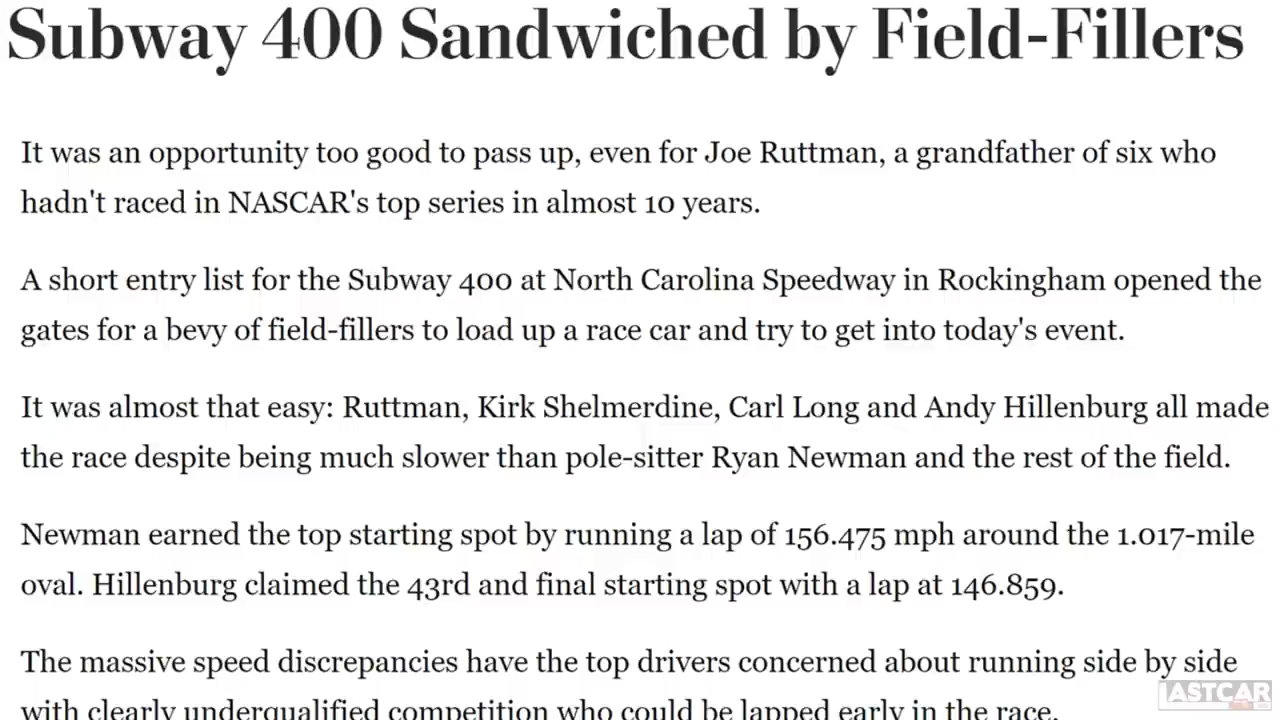 Subway 400 Sandwiched by Field-Fillers
It was an opportunity too good to pass up, even for Joe Ruttman, a grandfather of six who
hadn't raced in NASCAR's top series in almost 10 years.
A short entry list for the Subway 400 at North Carolina Speedway in Rockingham opened the
gates for a bevy of field-fillers to load up a race car and try to get into today's event.
It was almost that easy: Ruttman, Kirk Shelmerdine, Carl Long and Andy Hillenburg all made
the race despite being much slower than pole-sitter Ryan Newman and the rest of the field.
Newman earned the top starting spot by running a lap of 156.475 mph around the 1.017-mile
oval. Hillenburg claimed the 43rd and final starting spot with a lap at 146.859.
The massive speed discrepancies have the top drivers concerned about running side by side
with clearly underqualified competition who could be lapped early in the race.
LASTCAR